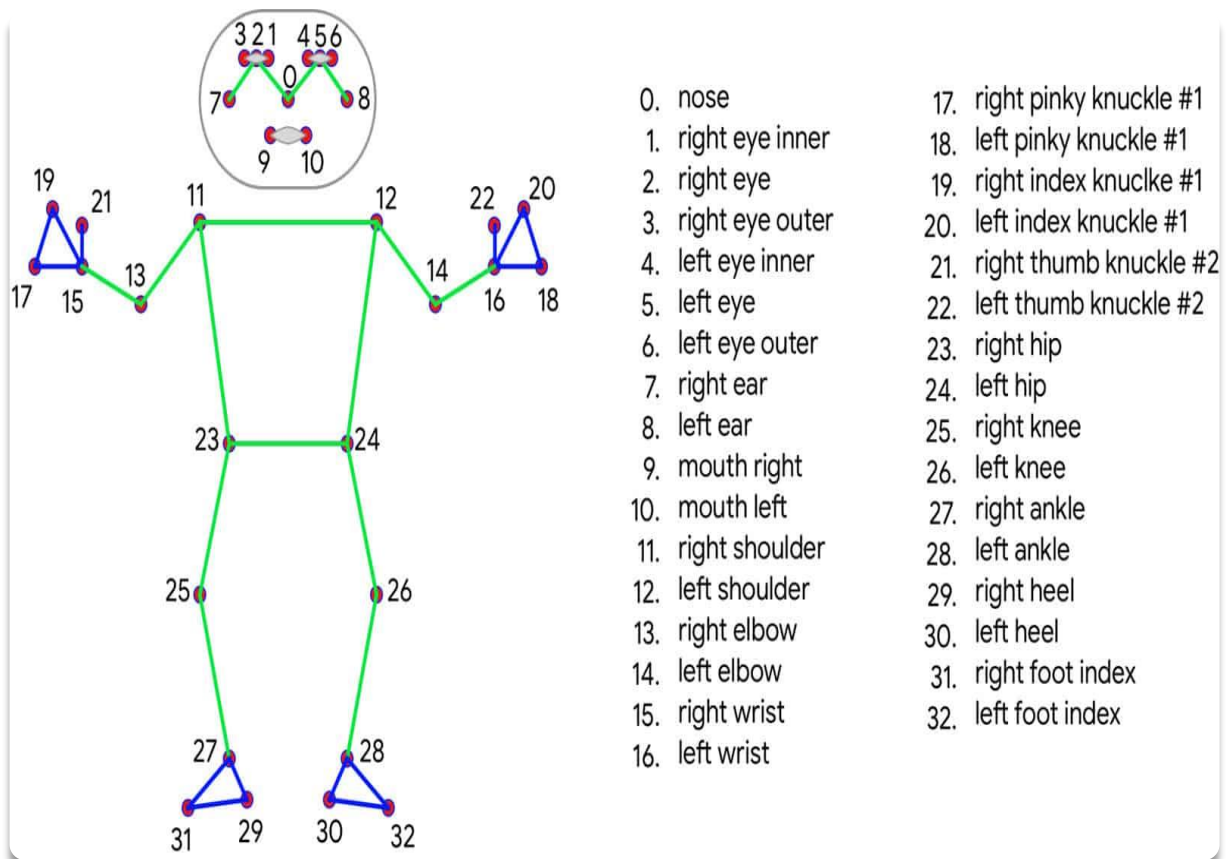 321 456
0
7 8
9 10
19 21 11 12 22 20
13 14
17 15 16 18
23 24
25 26
27 28
31 29 30 32
0. nose
1. right eye inner
2. right eye
3. right eye outer
4. left eye inner
5. left eye
6. left eye outer
7. right ear
8. left ear
9. mouth right
10. mouth left
11. right shoulder
12. left shoulder
13. right elbow
14. left elbow
15. right wrist
16. left wrist
17. right pinky knuckle #1
18. left pinky knuckle #1
19. right index knuclke #1
20. left index knuckle #1
21. right thumb knuckle #2
22. left thumb knuckle #2
23. right hip
24. left hip
25. right knee
26. left knee
27. right ankle
28. left ankle
29. right heel
30. left heel
31. right foot index
32. left foot index